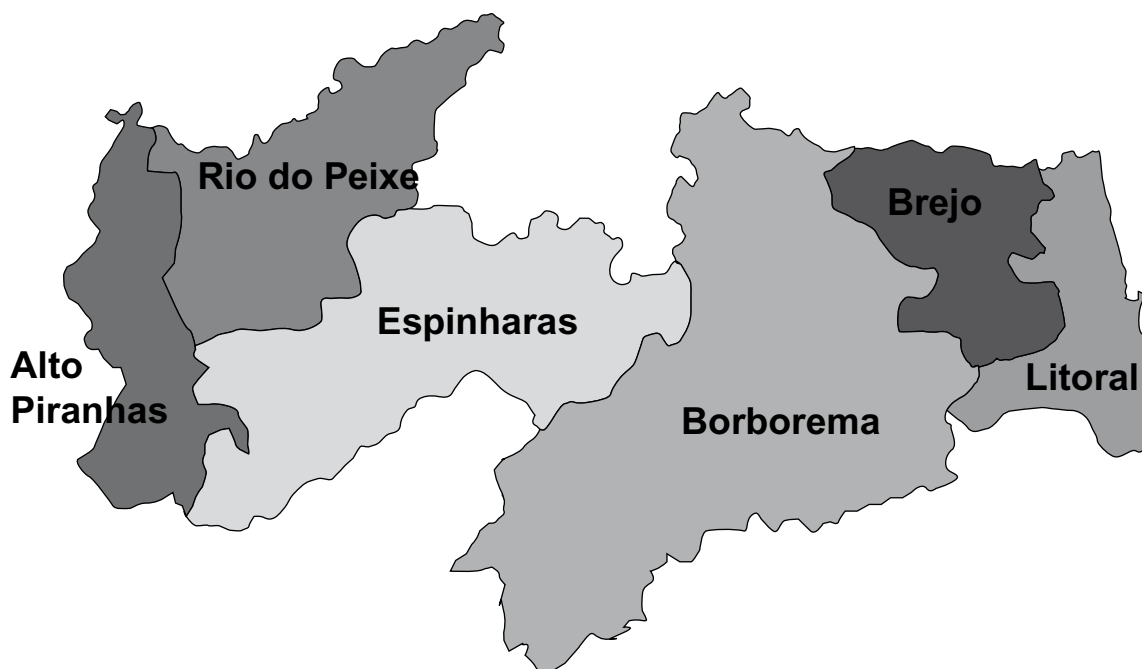 Rio do Peixe
Brejo
Espinharas
Alto
Piranhas
Litoral
Borborema